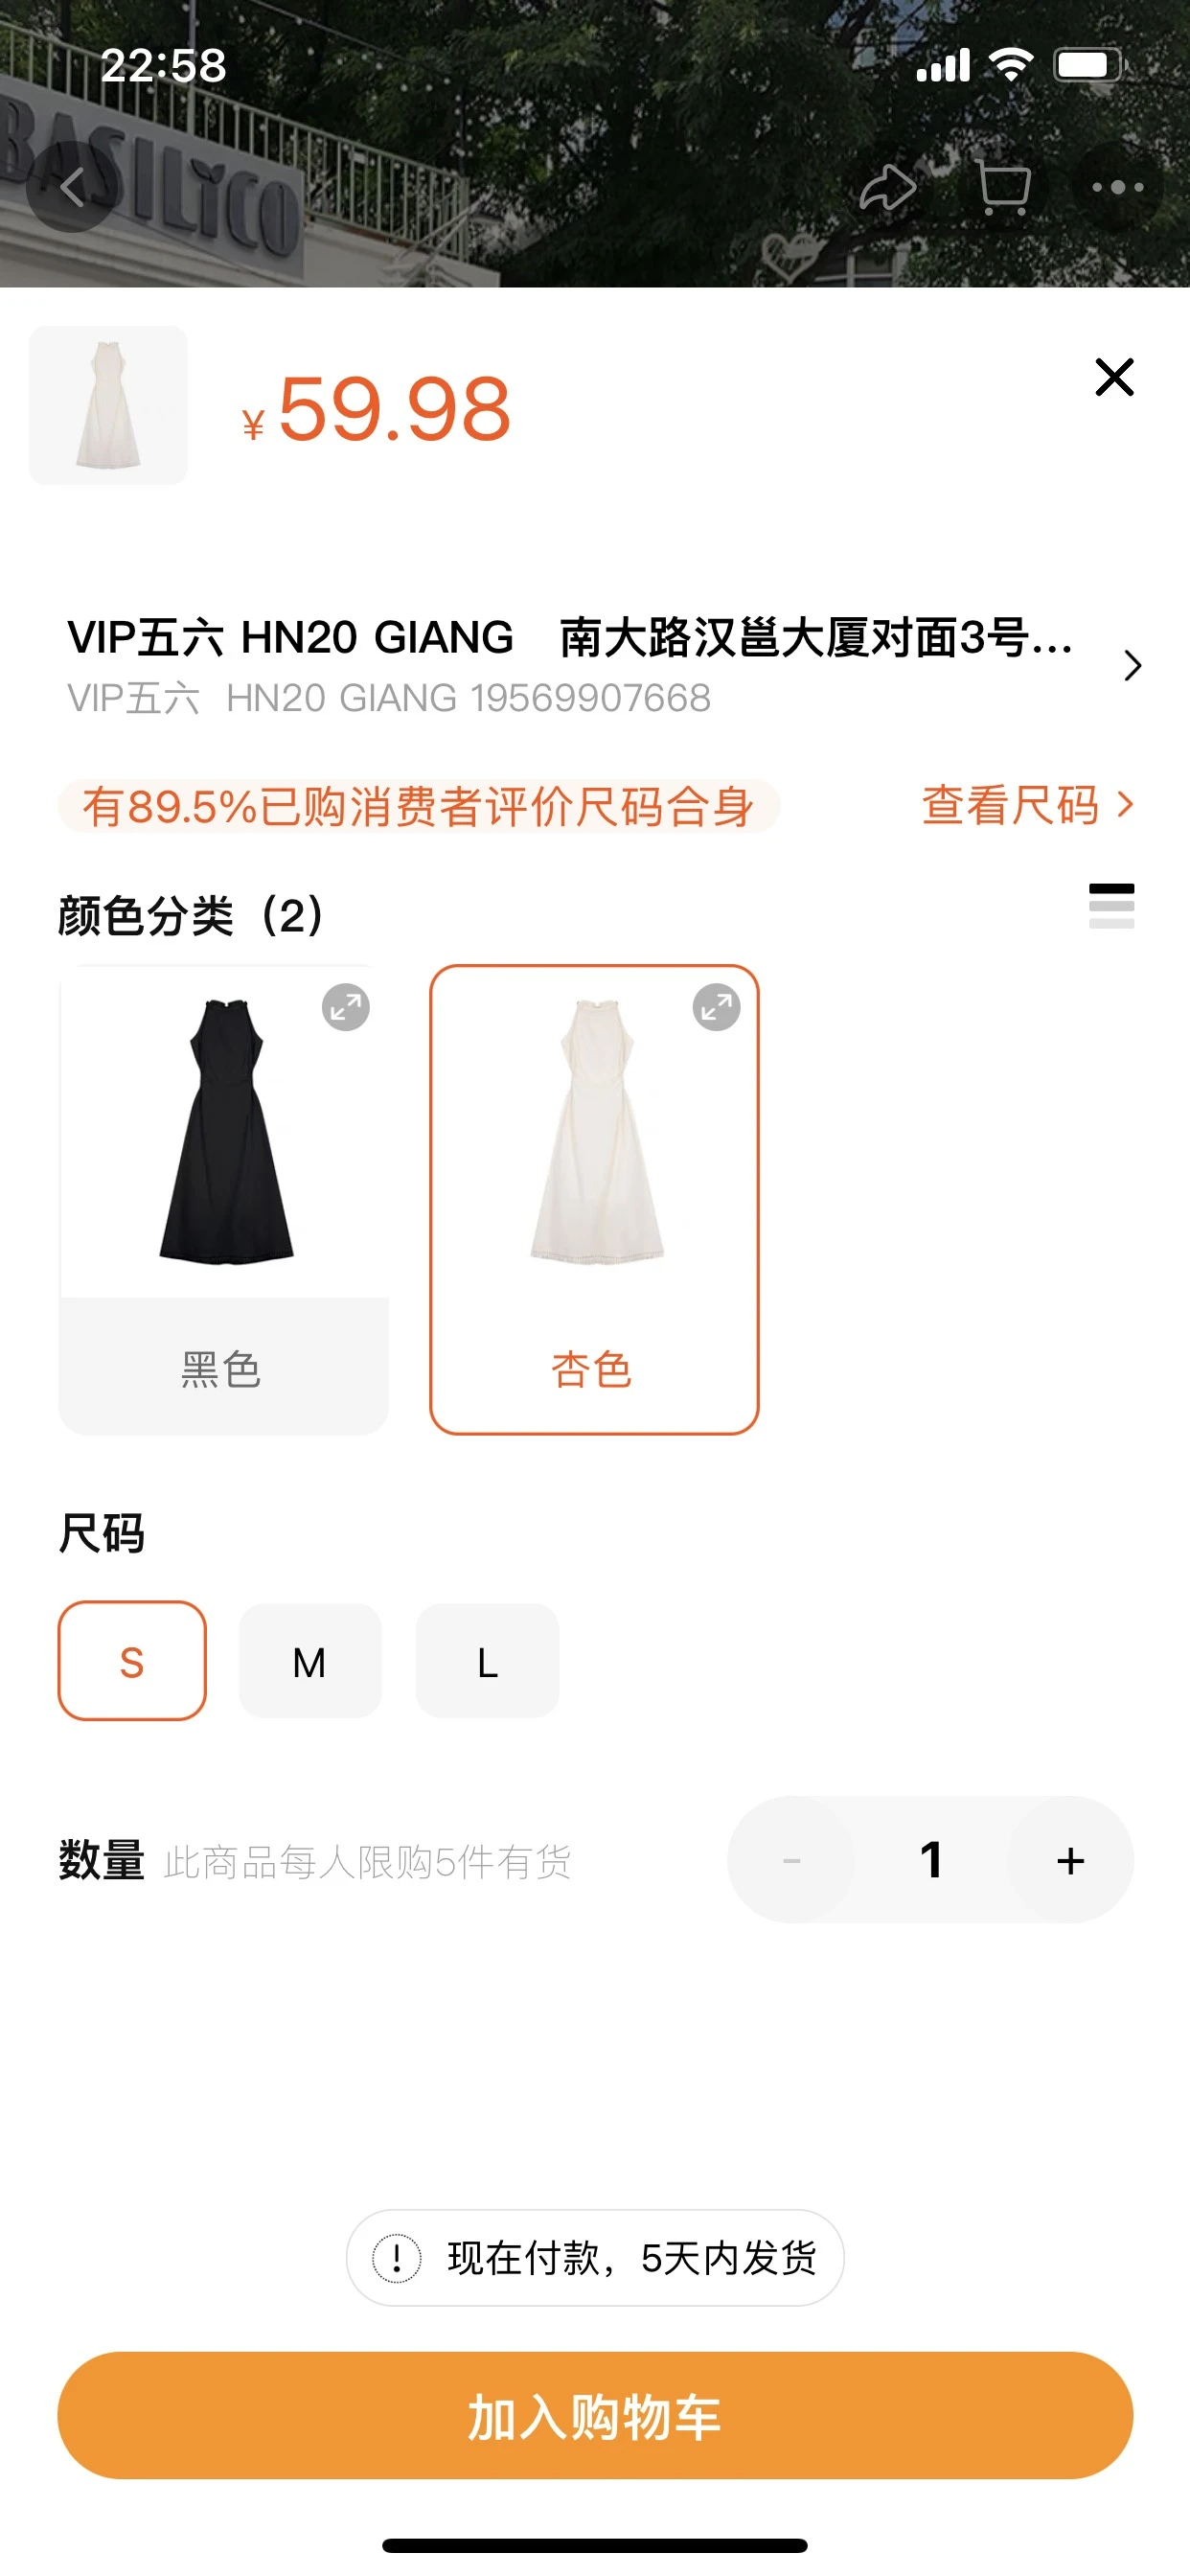 22:58
BASILICO
¥59.98
VIP五六 HN20 GIANG 南大路汉邕大厦对面3号...
VIP五六 HN20 GIANG 19569907668
有89.5%已购消费者评价尺码合身
查看尺码
颜色分类（2）
黑色
杏色
尺码
S
M
L
数量 此商品每人限购5件有货
- 1 +
! 现在付款，5天内发货
加入购物车